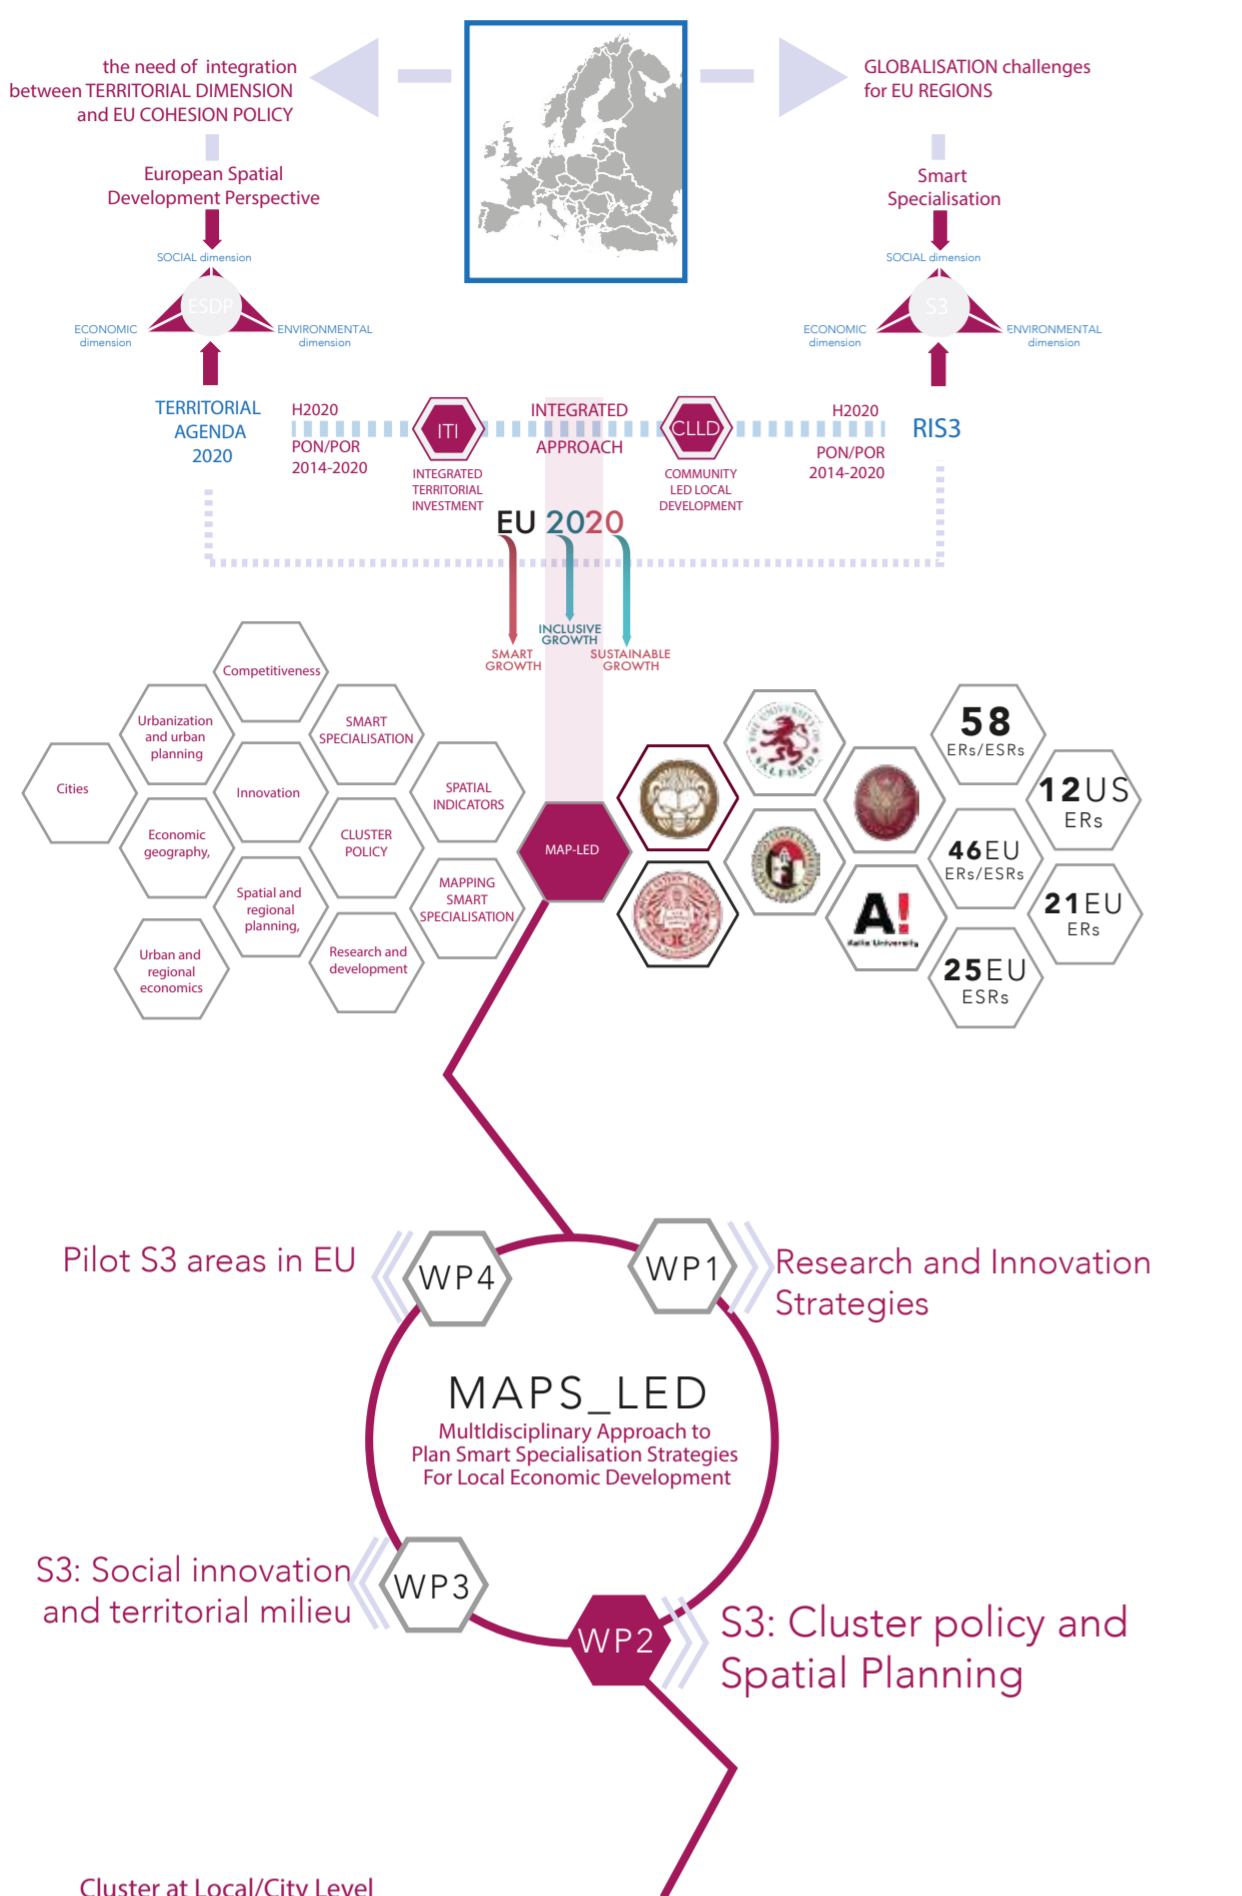 the need of integration
between TERRITORIAL DIMENSION
and EU COHESION POLICY
GLOBALISATION challenges
for EU REGIONS
European Spatial
Development Perspective
Smart
Specialisation
SOCIAL dimension
ESDP
ECONOMIC
dimension
ENVIRONMENTAL
dimension
SOCIAL dimension
S3
ECONOMIC
dimension
ENVIRONMENTAL
dimension
TERRITORIAL
AGENDA
2020
H2020
PON/POR
2014-2020
ITI
INTEGRATED
TERRITORIAL
INVESTMENT
INTEGRATED
APPROACH
CLLD
COMMUNITY
LED LOCAL
DEVELOPMENT
H2020
PON/POR
2014-2020
RIS3
EU 2020
SMART
GROWTH
INCLUSIVE
GROWTH
SUSTAINABLE
GROWTH
Competitiveness
Urbanization
and urban
planning
SMART
SPECIALISATION
Cities
Innovation
SPATIAL
INDICATORS
Economic
geography,
CLUSTER
POLICY
Spatial and
regional
planning,
MAPPING
SMART
SPECIALISATION
Urban and
regional
economics
Research and
development
MAP-LED
THE UNIVERSITY OF
SALFORD
A!
Aalto University
58
ERs/ESRs
12US
ERs
46EU
ERs/ESRs
21EU
ERs
25EU
ESRs
Pilot S3 areas in EU
WP4
WP1
Research and Innovation
Strategies
MAPS_LED
MultIdisciplinary Approach to
Plan Smart Specialisation Strategies
For Local Economic Development
S3: Social innovation
and territorial milieu
WP3
WP2
S3: Cluster policy and
Spatial Planning
Cluster at Local/City Level